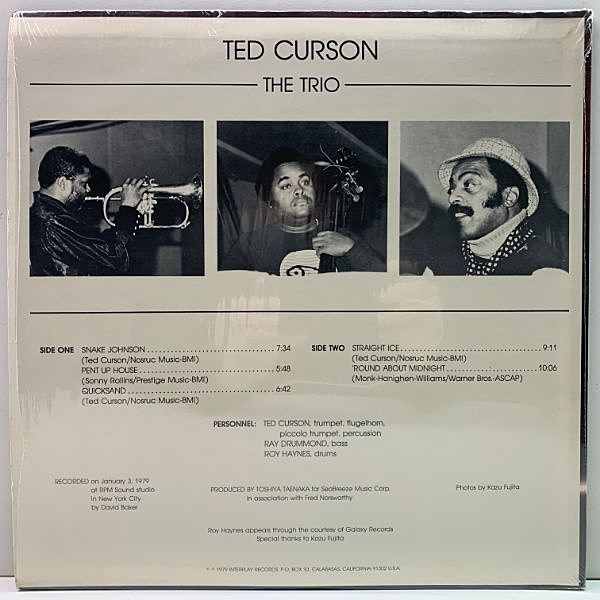 TED CURSON
THE TRIO
SIDE ONE SNAKE JOHNSON ........................ 7:34
(Ted Curson/Nosruc Music-BMI)
PENT UP HOUSE ........................ 5:48
(Sonny Rollins/Prestige Music-BMI)
QUICKSAND ........................ 6:42
(Ted Curson/Nosruc Music-BMI)
SIDE TWO STRAIGHT ICE ........................ 9:11
(Ted Curson/Nosruc Music-BMI)
'ROUND ABOUT MIDNIGHT ........................ 10:06
(Monk-Hanighen-Williams/Warner Bros.-ASCAP)
PERSONNEL: TED CURSON, trumpet, flugelhorn,
piccolo trumpet, percussion
RAY DRUMMOND, bass
ROY HAYNES, drums
RECORDED on January 3, 1979
at RPM Sound studio
in New York City
by David Baker
PRODUCED BY TOSHIYA TAENAKA for SeaBreeze Music Corp.
in association with Fred Norsworthy
Photos by Kazu Fujita
Roy Haynes appears through the courtesy of Galaxy Records
Special thanks to Kazu Fujita
℗ © 1979 INTERPLAY RECORDS P.O. BOX 93, CALABASAS, CALIFORNIA 91302 U.S.A.